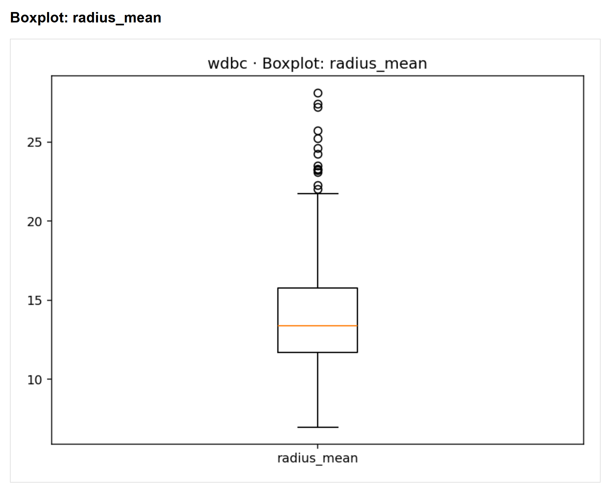 Boxplot: radius_mean
wdbc · Boxplot: radius_mean
25
20
15
10
radius_mean